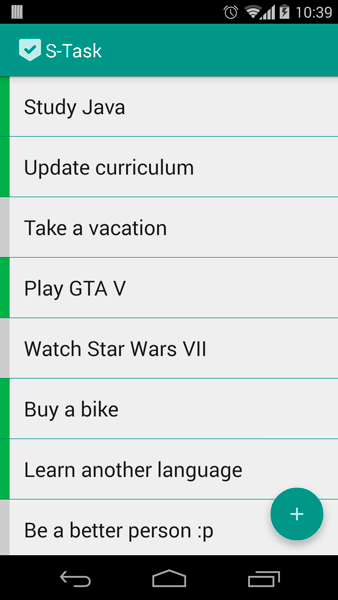 10:39
S-Task
Study Java
Update curriculum
Take a vacation
Play GTA V
Watch Star Wars VII
Buy a bike
Learn another language
Be a better person :p
+